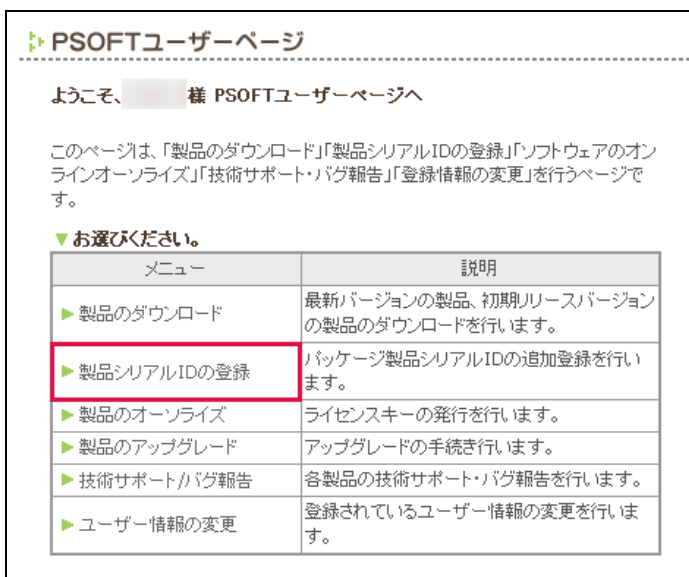 PSOFTユーザーページ
ようこそ、 様 PSOFTユーザーページへ
このページは、「製品のダウンロード」「製品シリアルIDの登録」「ソフトウェアのオン
ラインオーソライズ」「技術サポート・バグ報告」「登録情報の変更」を行うページで
す。
▼お選びください。
メニュー 説明
▶製品のダウンロード 最新バージョンの製品、初期リリースバージョン
の製品のダウンロードを行います。
▶製品シリアルIDの登録 パッケージ製品シリアルIDの追加登録を行い
ます。
▶製品のオーソライズ ライセンスキーの発行を行います。
▶製品のアップグレード アップグレードの手続き行います。
▶技術サポート/バグ報告 各製品の技術サポート・バグ報告を行います。
▶ユーザー情報の変更 登録されているユーザー情報の変更を行いま
す。